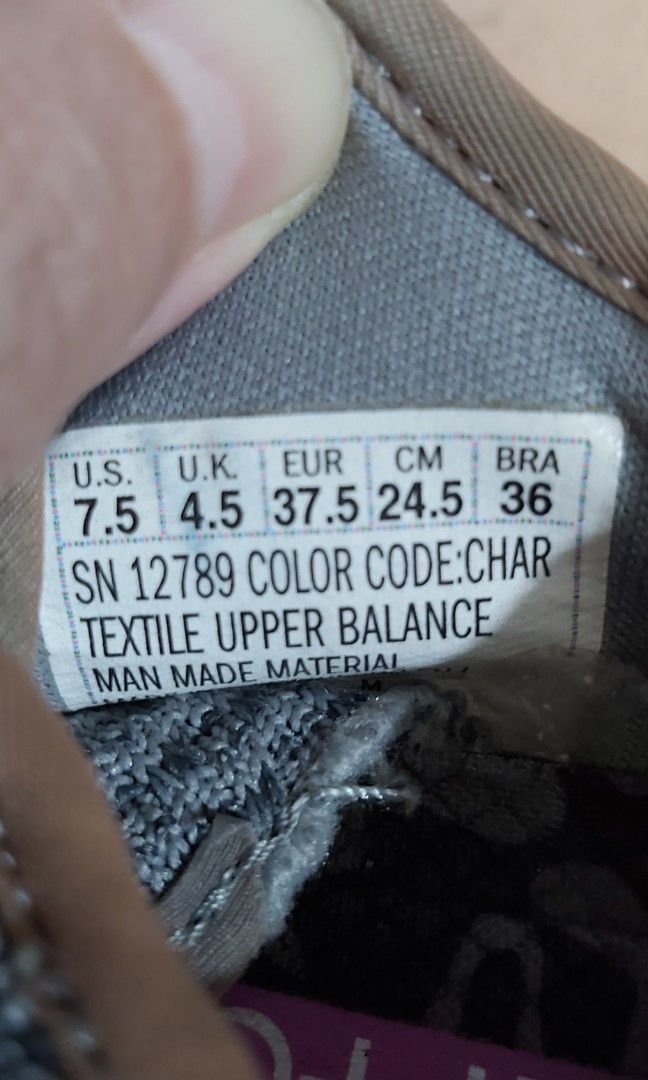 U.S. U.K. EUR CM BRA
7.5 4.5 37.5 24.5 36
SN 12789 COLOR CODE:CHAR
TEXTILE UPPER BALANCE
MAN MADE MATERIAL